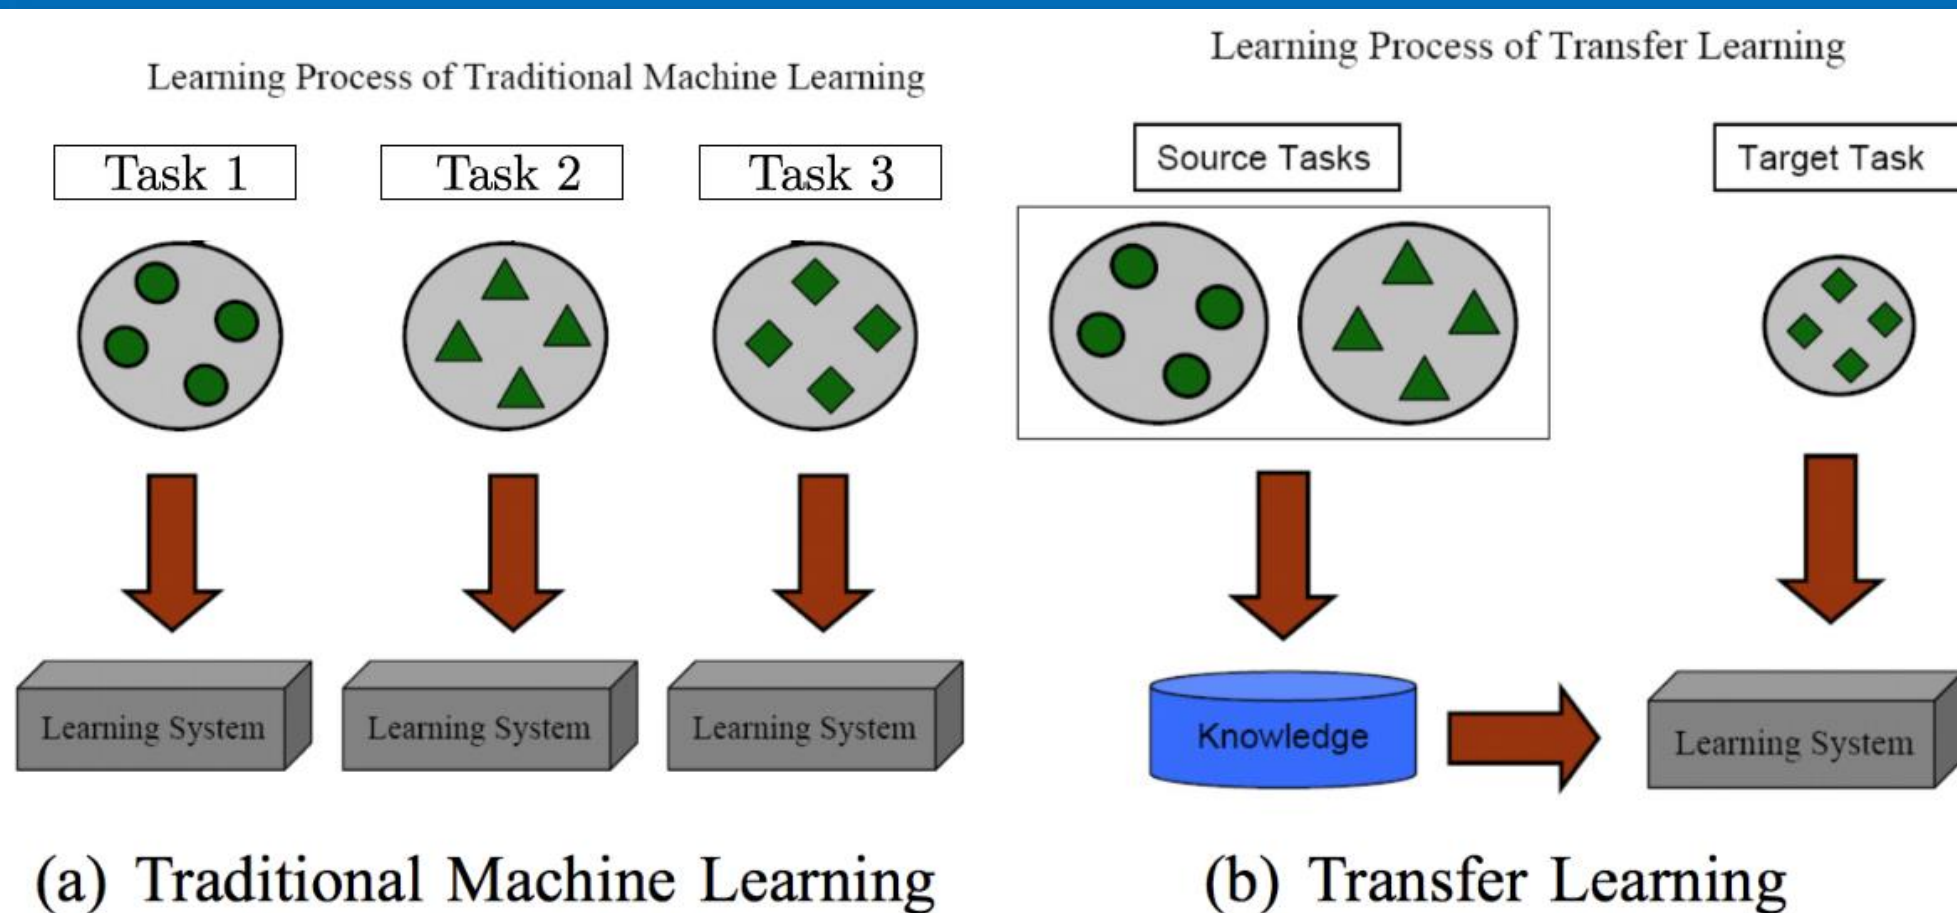 Learning Process of Traditional Machine Learning
Task 1
Task 2
Task 3
Learning System
Learning System
Learning System
(a) Traditional Machine Learning
Learning Process of Transfer Learning
Source Tasks
Target Task
Knowledge
Learning System
(b) Transfer Learning